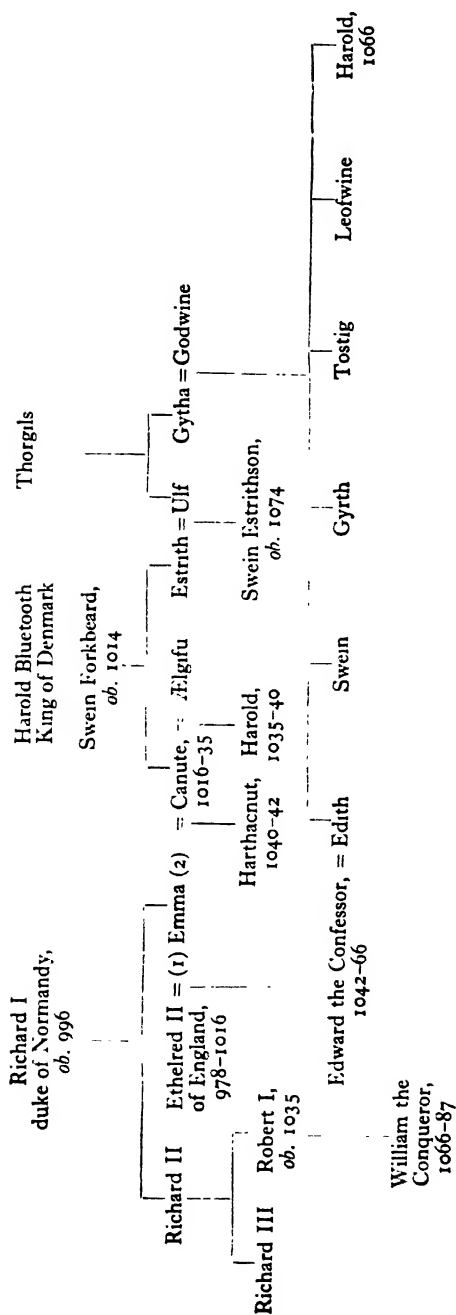 Richard I
duke of Normandy,
ob. 996
Harold Bluetooth
King of Denmark
Swein Forkbeard,
ob. 1014
Thorgils
Richard II
Ethelred II = (1) Emma (2) = Canute, = Ælgifu
of England,
978–1016
1016–35
Estrith = Ulf
Gytha = Godwine
Richard III
Robert I,
ob. 1035
Harthacnut,
1040–42
Harold,
1035–40
Swein Estrithson,
ob. 1074
William the
Conqueror,
1066–87
Edward the Confessor, = Edith
1042–66
Swein
Gyrth
Tostig
Leofwine
Harold,
1066